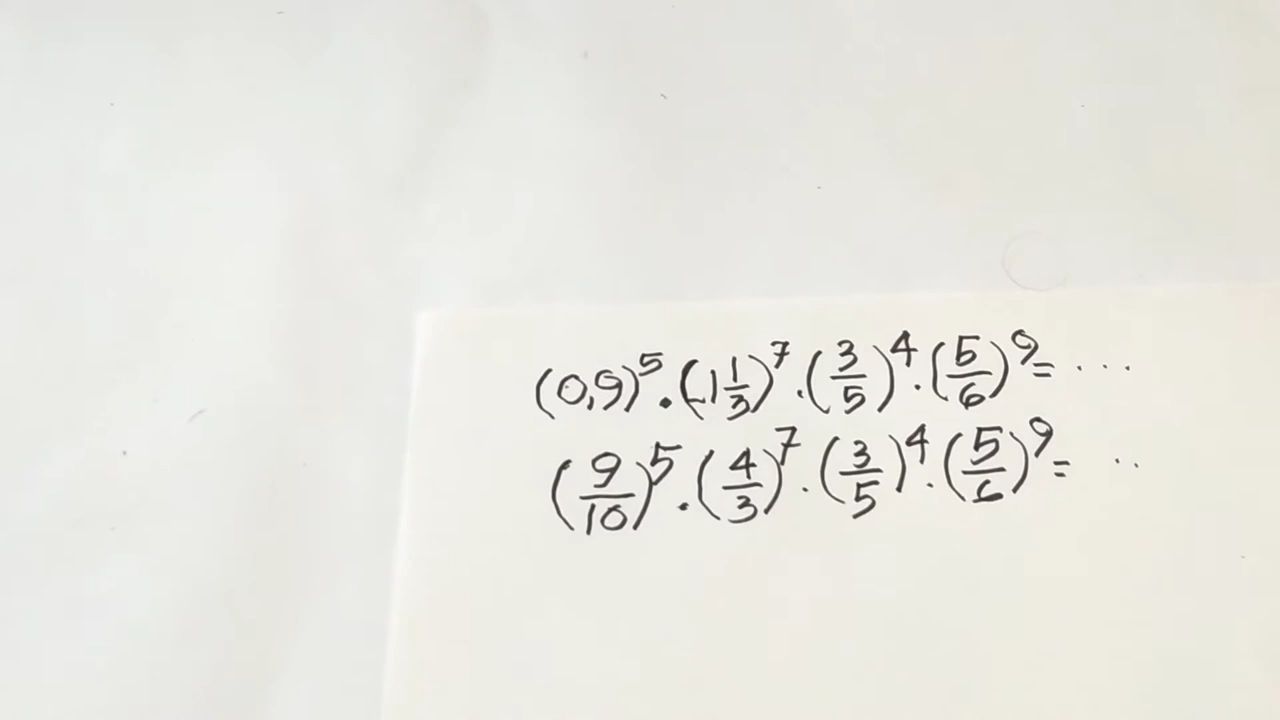 (0,9)⁵ · (1 1/3)⁷ · (3/5)⁴ · (5/6)⁹ = ...
(9/10)⁵ · (4/3)⁷ · (3/5)⁴ · (5/6)⁹ = ..